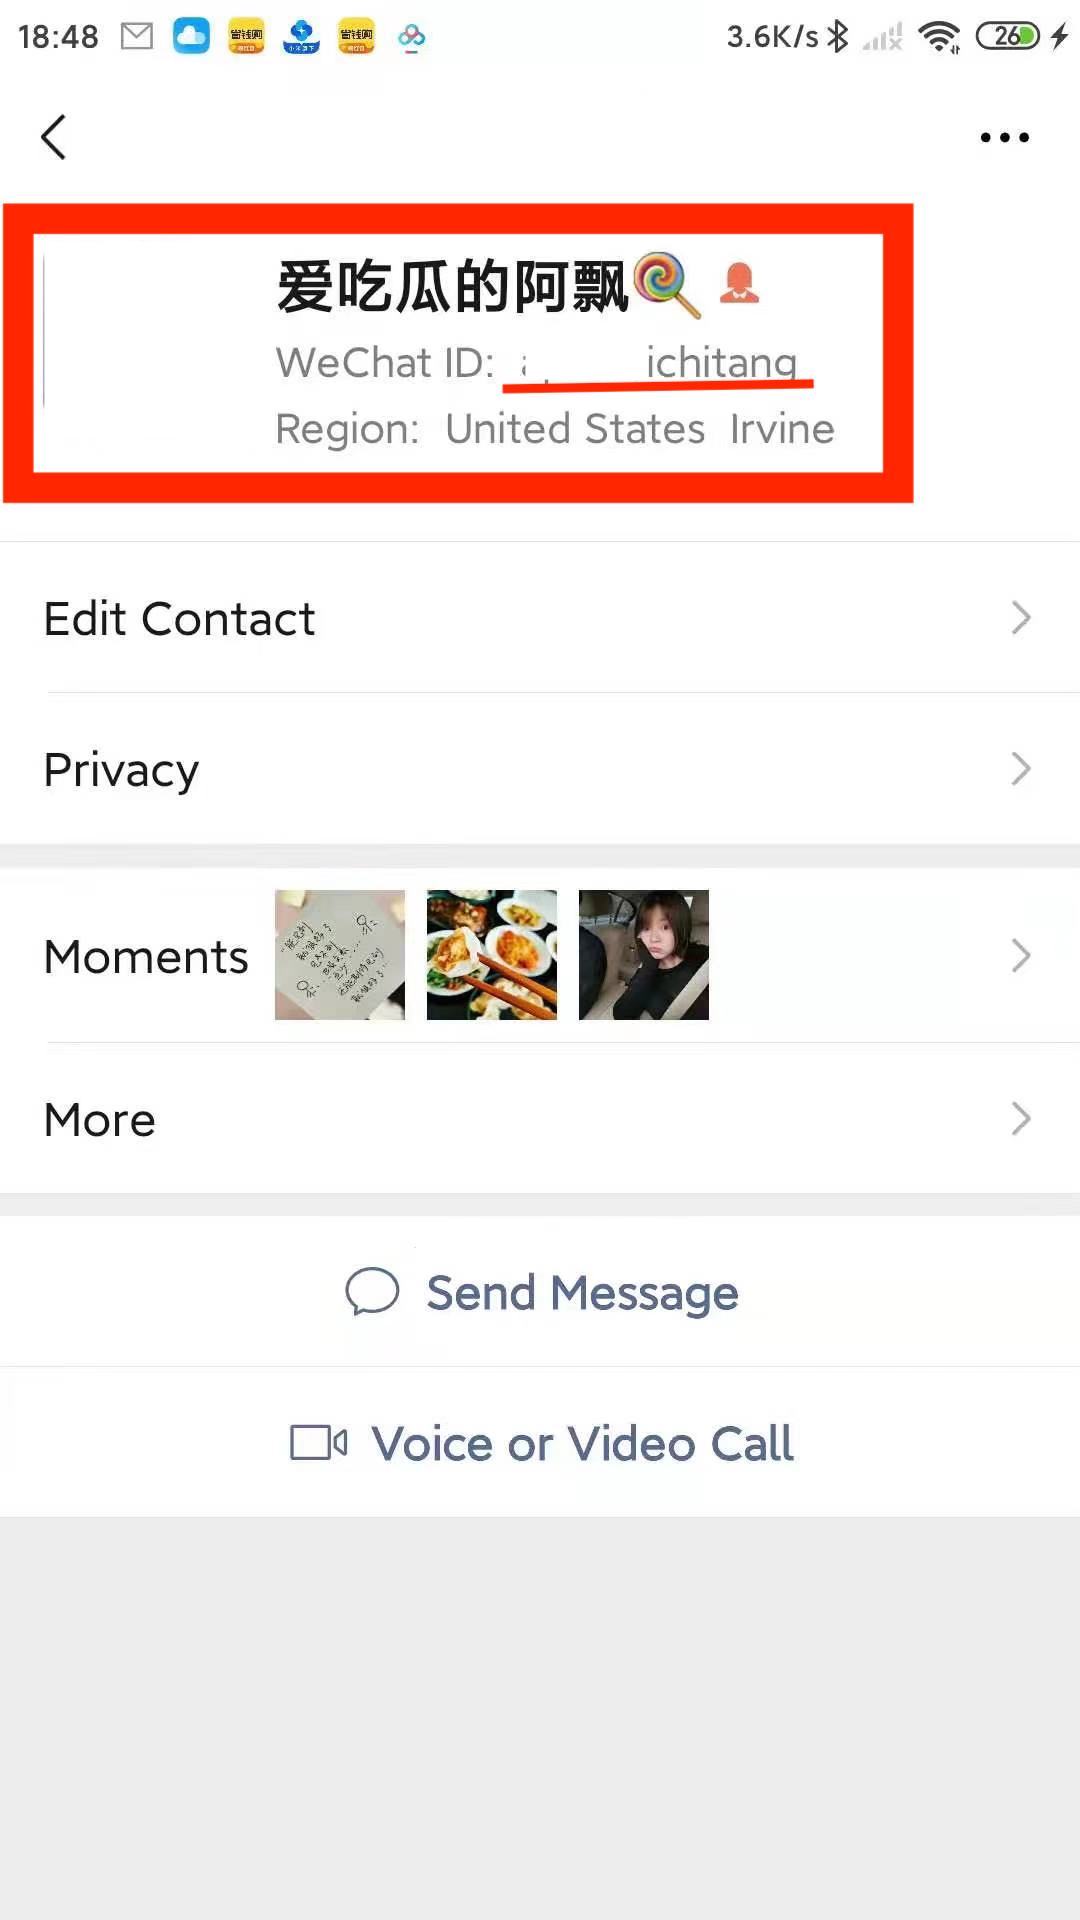 18:48
3.6K/s
26
爱吃瓜的阿飘
WeChat ID: ichitang
Region: United States Irvine
Edit Contact
Privacy
Moments
More
Send Message
Voice or Video Call